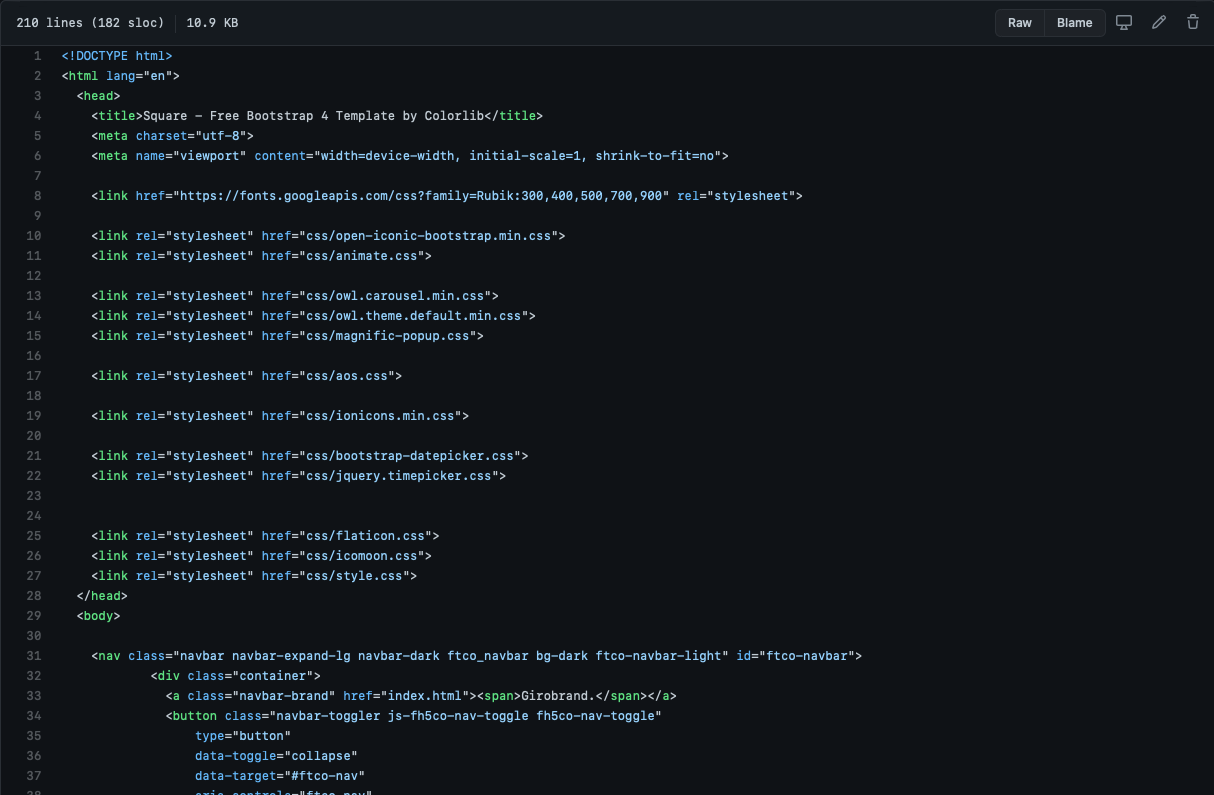 210 lines (182 sloc) 10.9 KB
Raw Blame
1 <!DOCTYPE html>
2 <html lang="en">
3 <head>
4 <title>Square - Free Bootstrap 4 Template by Colorlib</title>
5 <meta charset="utf-8">
6 <meta name="viewport" content="width=device-width, initial-scale=1, shrink-to-fit=no">
7
8 <link href="https://fonts.googleapis.com/css?family=Rubik:300,400,500,700,900" rel="stylesheet">
9
10 <link rel="stylesheet" href="css/open-iconic-bootstrap.min.css">
11 <link rel="stylesheet" href="css/animate.css">
12
13 <link rel="stylesheet" href="css/owl.carousel.min.css">
14 <link rel="stylesheet" href="css/owl.theme.default.min.css">
15 <link rel="stylesheet" href="css/magnific-popup.css">
16
17 <link rel="stylesheet" href="css/aos.css">
18
19 <link rel="stylesheet" href="css/ionicons.min.css">
20
21 <link rel="stylesheet" href="css/bootstrap-datepicker.css">
22 <link rel="stylesheet" href="css/jquery.timepicker.css">
23
24
25 <link rel="stylesheet" href="css/flaticon.css">
26 <link rel="stylesheet" href="css/icomoon.css">
27 <link rel="stylesheet" href="css/style.css">
28 </head>
29 <body>
30
31 <nav class="navbar navbar-expand-lg navbar-dark ftco_navbar bg-dark ftco-navbar-light" id="ftco-navbar">
32 <div class="container">
33 <a class="navbar-brand" href="index.html"><span>Girobrand.</span></a>
34 <button class="navbar-toggler js-fh5co-nav-toggle fh5co-nav-toggle"
35 type="button"
36 data-toggle="collapse"
37 data-target="#ftco-nav"
38 aria-controls="ftco-nav"